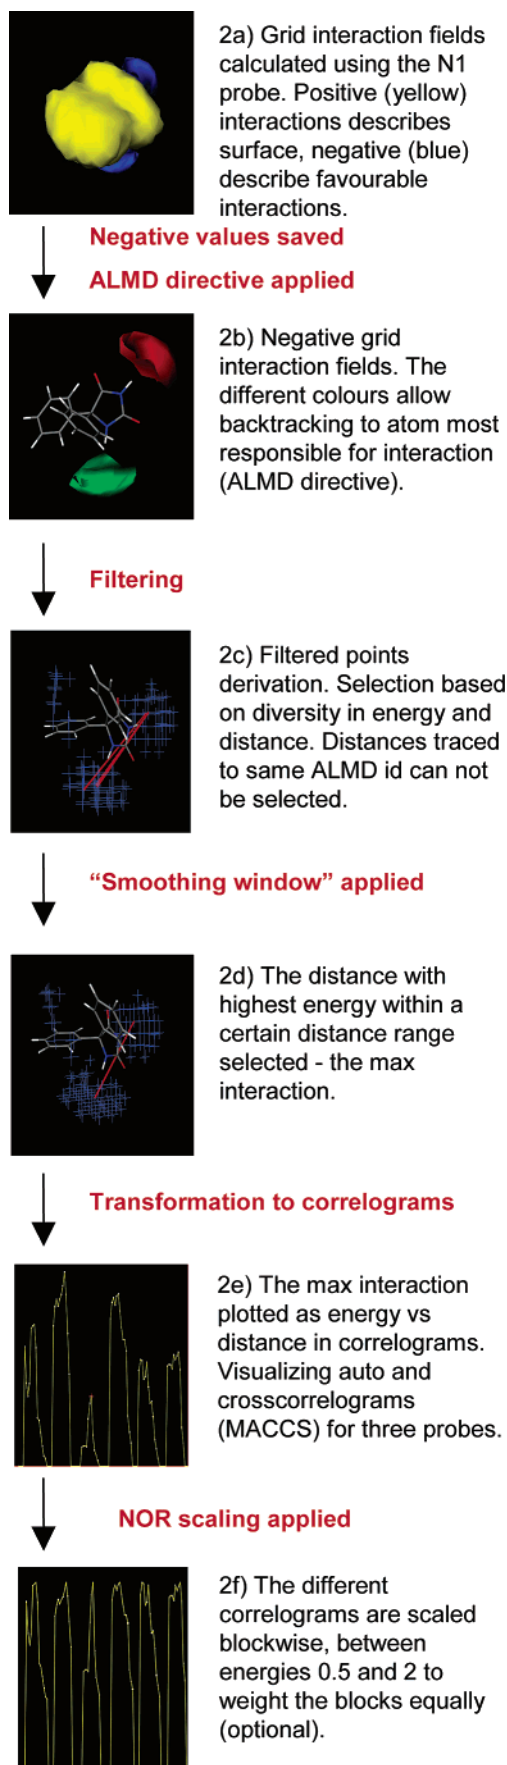 2a) Grid interaction fields
calculated using the N1
probe. Positive (yellow)
interactions describes
surface, negative (blue)
describe favourable
interactions.
Negative values saved
ALMD directive applied
2b) Negative grid
interaction fields. The
different colours allow
backtracking to atom most
responsible for interaction
(ALMD directive).
Filtering
2c) Filtered points
derivation. Selection based
on diversity in energy and
distance. Distances traced
to same ALMD id can not
be selected.
“Smoothing window” applied
2d) The distance with
highest energy within a
certain distance range
selected - the max
interaction.
Transformation to correlograms
2e) The max interaction
plotted as energy vs
distance in correlograms.
Visualizing auto and
crosscorrelograms
(MACCS) for three probes.
NOR scaling applied
2f) The different
correlograms are scaled
blockwise, between
energies 0.5 and 2 to
weight the blocks equally
(optional).